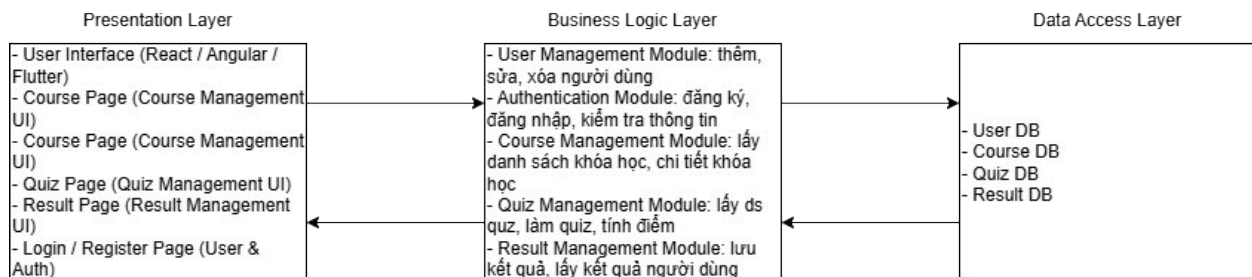 Presentation Layer
- User Interface (React / Angular /
Flutter)
- Course Page (Course Management
UI)
- Course Page (Course Management
UI)
- Quiz Page (Quiz Management UI)
- Result Page (Result Management
UI)
- Login / Register Page (User &
Auth)
Business Logic Layer
- User Management Module: thêm,
sửa, xóa người dùng
- Authentication Module: đăng ký,
đăng nhập, kiểm tra thông tin
- Course Management Module: lấy
danh sách khóa học, chi tiết khóa
học
- Quiz Management Module: lấy ds
quz, làm quiz, tính điểm
- Result Management Module: lưu
kết quả, lấy kết quả người dùng
Data Access Layer
- User DB
- Course DB
- Quiz DB
- Result DB